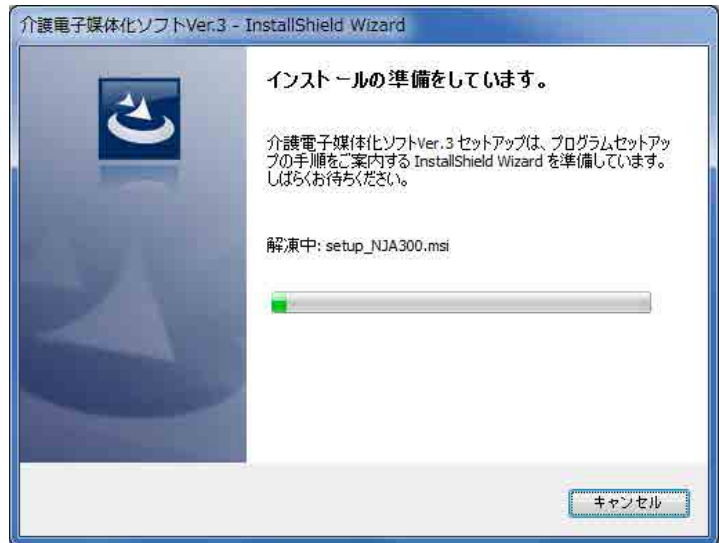 介護電子媒体化ソフトVer.3 - InstallShield Wizard
インストールの準備をしています。
介護電子媒体化ソフトVer.3 セットアップは、プログラムセットアッ
プの手順をご案内する InstallShield Wizard を準備しています。
しばらくお待ちください。
解凍中: setup_NJA300.msi
キャンセル